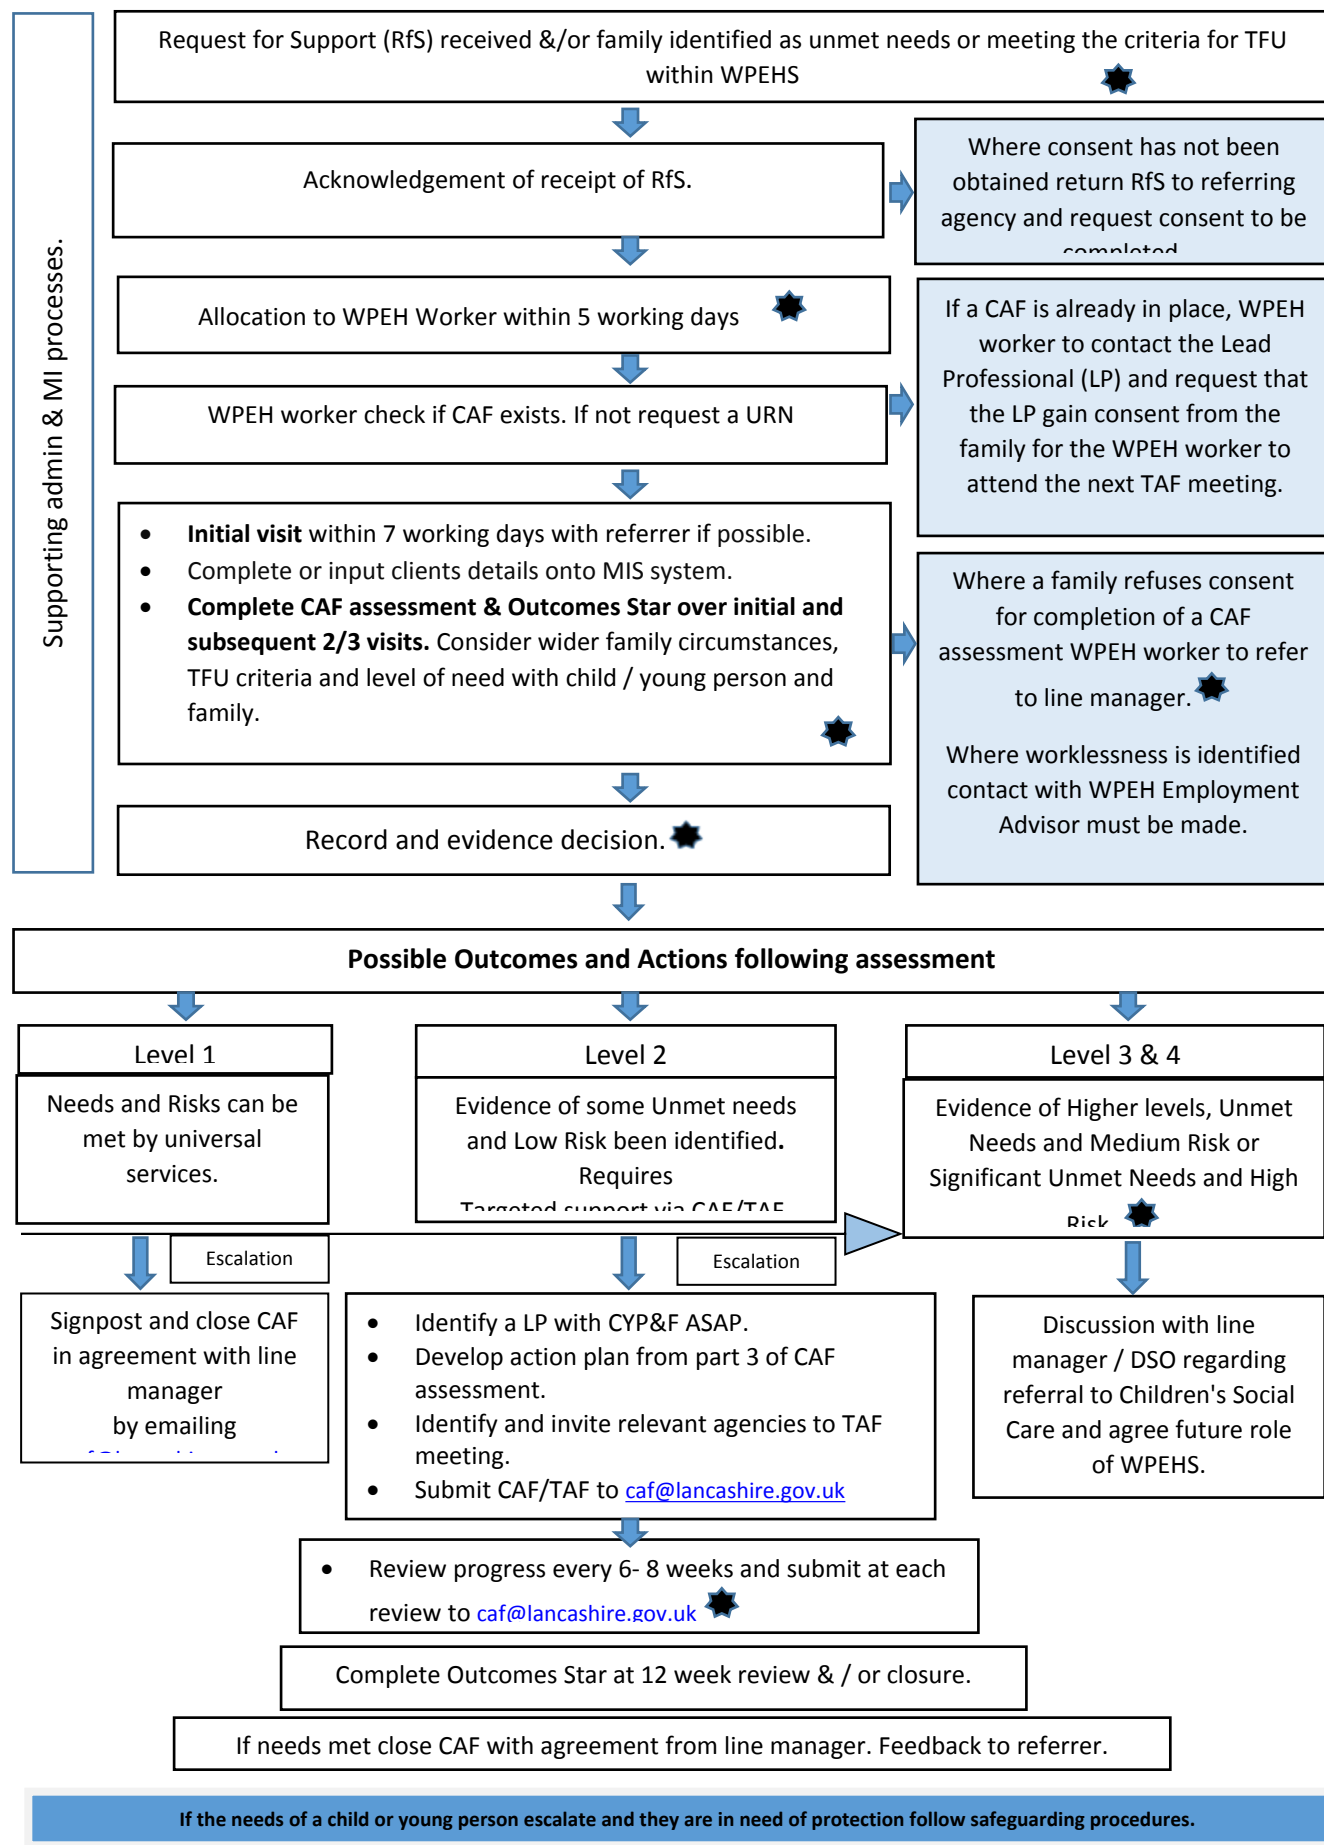 Request for Support (RfS) received &/or family identified as unmet needs or meeting the criteria for TFU
within WPEHS
Supporting admin & MI processes.
Acknowledgement of receipt of RfS.
Where consent has not been
obtained return RfS to referring
agency and request consent to be
completed
Allocation to WPEH Worker within 5 working days
WPEH worker check if CAF exists. If not request a URN
If a CAF is already in place, WPEH
worker to contact the Lead
Professional (LP) and request that
the LP gain consent from the
family for the WPEH worker to
attend the next TAF meeting.
• Initial visit within 7 working days with referrer if possible.
• Complete or input clients details onto MIS system.
• Complete CAF assessment & Outcomes Star over initial and
subsequent 2/3 visits. Consider wider family circumstances,
TFU criteria and level of need with child / young person and
family.
Where a family refuses consent
for completion of a CAF
assessment WPEH worker to refer
to line manager.
Where worklessness is identified
contact with WPEH Employment
Advisor must be made.
Record and evidence decision.
Possible Outcomes and Actions following assessment
Level 1
Needs and Risks can be
met by universal
services.
Level 2
Evidence of some Unmet needs
and Low Risk been identified.
Requires
Targeted support via CAF/TAF
Level 3 & 4
Evidence of Higher levels, Unmet
Needs and Medium Risk or
Significant Unmet Needs and High
Risk
Escalation
Escalation
Signpost and close CAF
in agreement with line
manager
by emailing
• Identify a LP with CYP&F ASAP.
• Develop action plan from part 3 of CAF
assessment.
• Identify and invite relevant agencies to TAF
meeting.
• Submit CAF/TAF to caf@lancashire.gov.uk
Discussion with line
manager / DSO regarding
referral to Children's Social
Care and agree future role
of WPEHS.
• Review progress every 6- 8 weeks and submit at each
review to caf@lancashire.gov.uk
Complete Outcomes Star at 12 week review & / or closure.
If needs met close CAF with agreement from line manager. Feedback to referrer.
If the needs of a child or young person escalate and they are in need of protection follow safeguarding procedures.